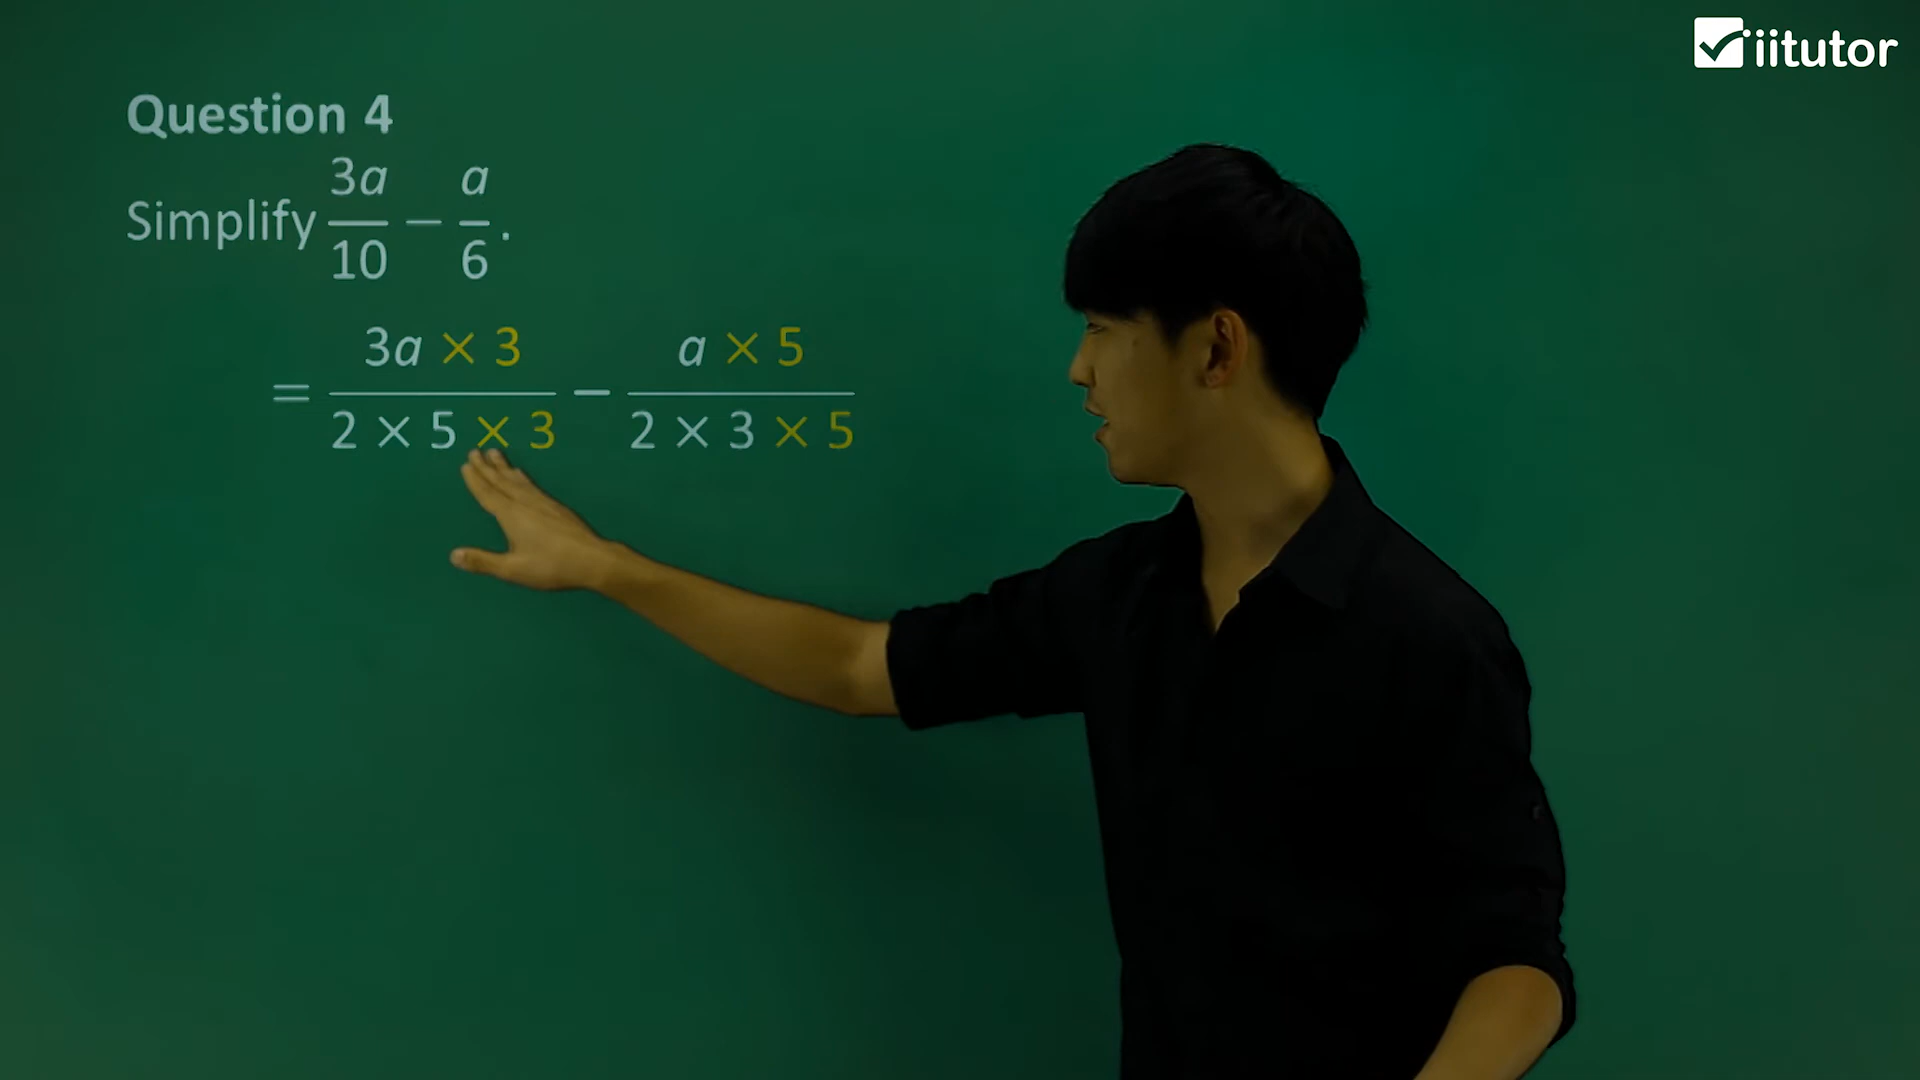 iitutor
Question 4
Simplify 3a/10 − a/6.
= (3a × 3)/(2 × 5 × 3) − (a × 5)/(2 × 3 × 5)